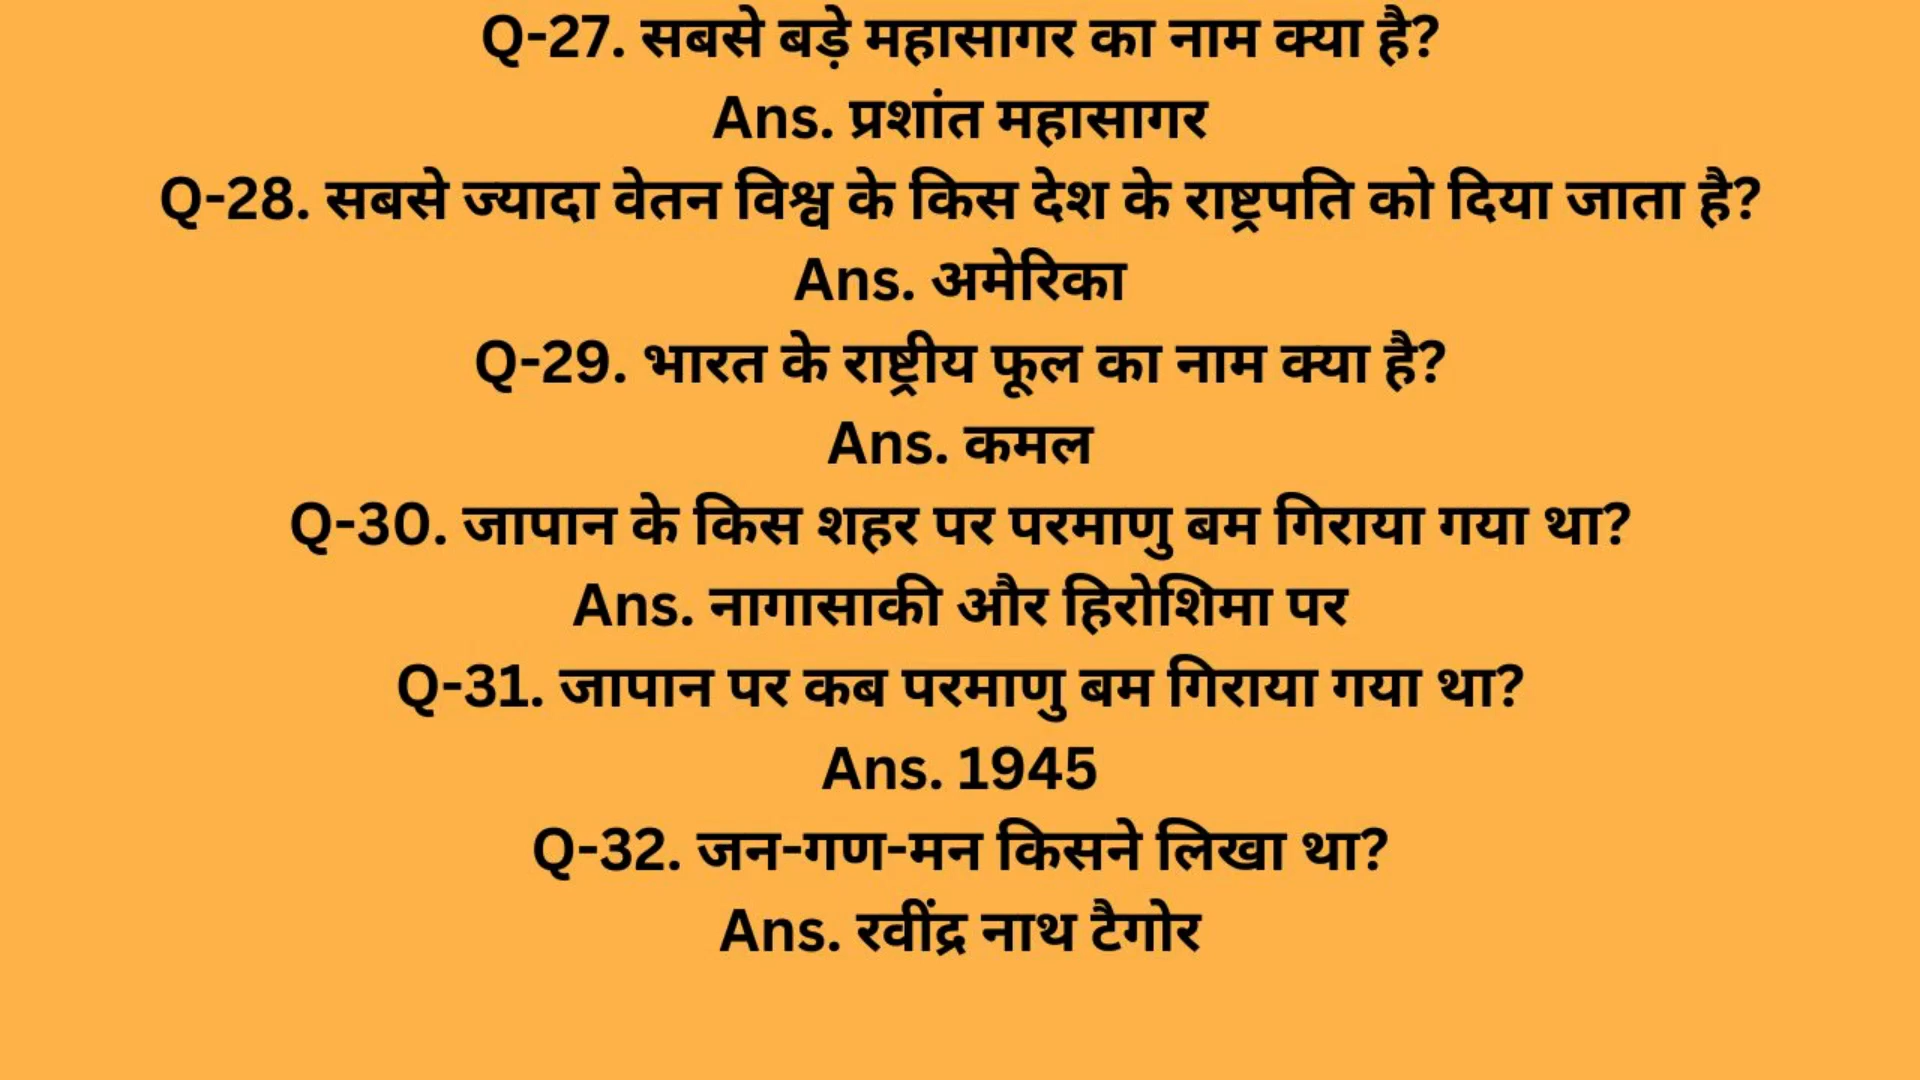 Q-27. सबसे बड़े महासागर का नाम क्या है?
Ans. प्रशांत महासागर
Q-28. सबसे ज्यादा वेतन विश्व के किस देश के राष्ट्रपति को दिया जाता है?
Ans. अमेरिका
Q-29. भारत के राष्ट्रीय फूल का नाम क्या है?
Ans. कमल
Q-30. जापान के किस शहर पर परमाणु बम गिराया गया था?
Ans. नागासाकी और हिरोशिमा पर
Q-31. जापान पर कब परमाणु बम गिराया गया था?
Ans. 1945
Q-32. जन-गण-मन किसने लिखा था?
Ans. रवींद्र नाथ टैगोर